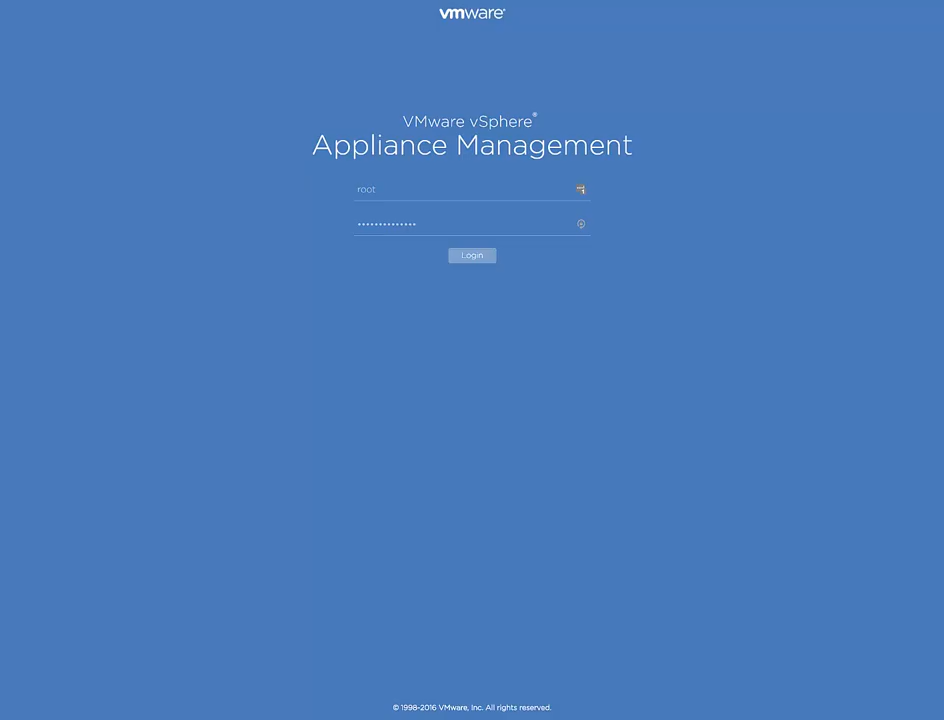 vmware®
VMware vSphere®
Appliance Management
root
Login
© 1998-2016 VMware, Inc. All rights reserved.